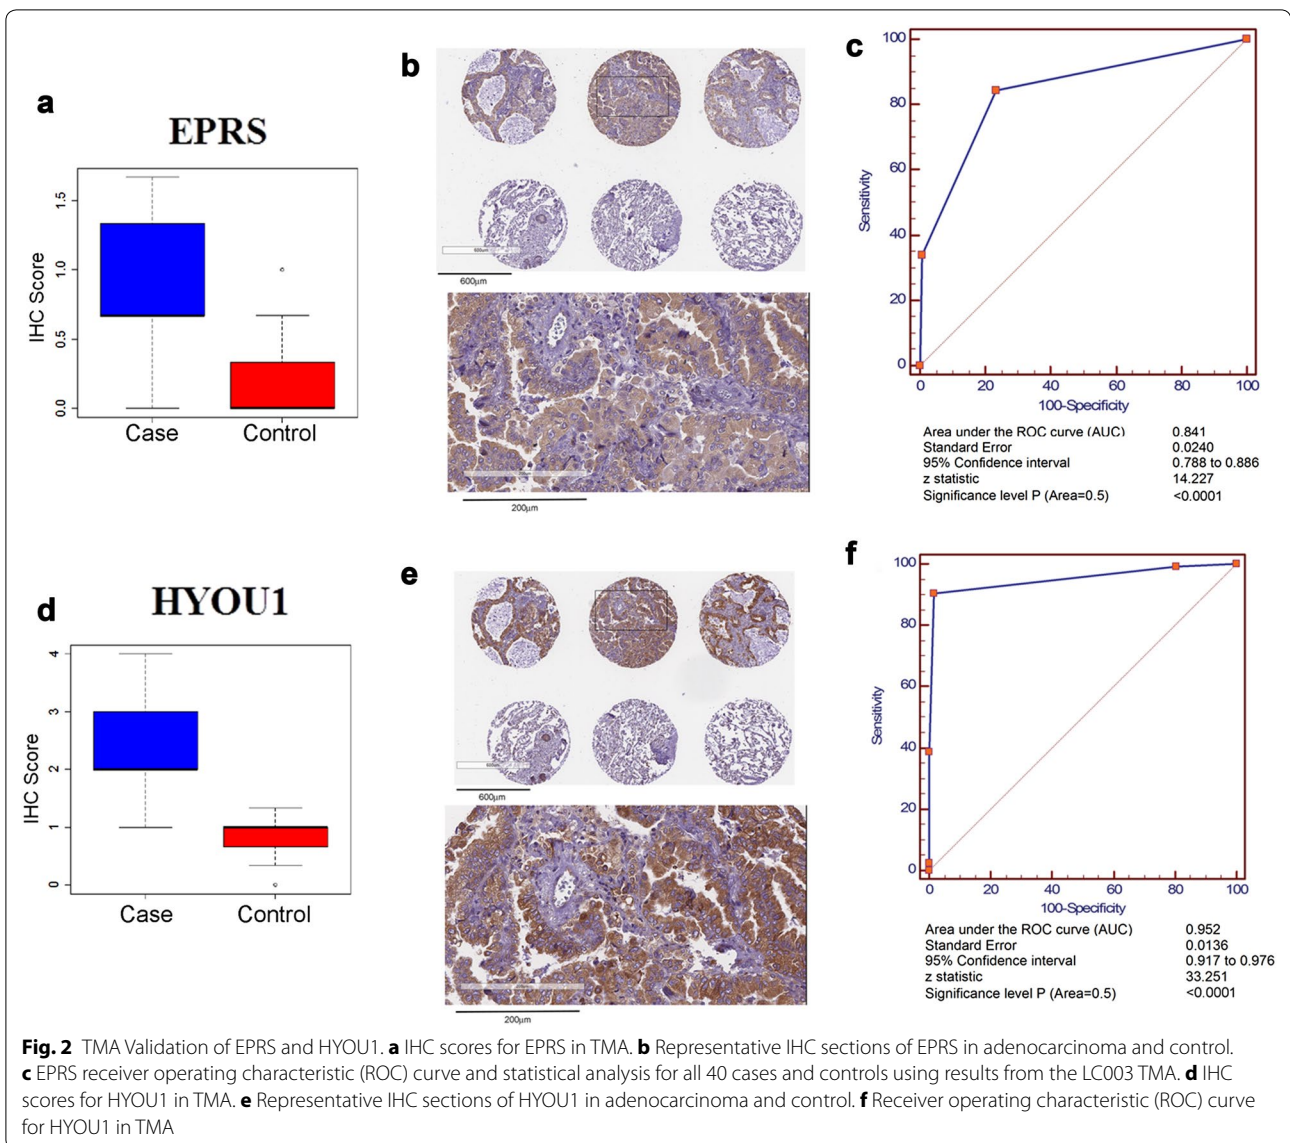 a
EPRS
IHC Score
0.0
0.5
1.0
1.5
Case
Control
b
600µm
200µm
c
Sensitivity
100
80
60
40
20
0
0 20 40 60 80 100
100-Specificity
Area under the ROC curve (AUC) 0.841
Standard Error 0.0240
95% Confidence interval 0.788 to 0.886
z statistic 14.227
Significance level P (Area=0.5) <0.0001
d
HYOU1
IHC Score
4
3
2
1
0
Case
Control
e
600µm
200µm
f
Sensitivity
100
80
60
40
20
0
0 20 40 60 80 100
100-Specificity
Area under the ROC curve (AUC) 0.952
Standard Error 0.0136
95% Confidence interval 0.917 to 0.976
z statistic 33.251
Significance level P (Area=0.5) <0.0001
Fig. 2 TMA Validation of EPRS and HYOU1. a IHC scores for EPRS in TMA. b Representative IHC sections of EPRS in adenocarcinoma and control.
c EPRS receiver operating characteristic (ROC) curve and statistical analysis for all 40 cases and controls using results from the LC003 TMA. d IHC
scores for HYOU1 in TMA. e Representative IHC sections of HYOU1 in adenocarcinoma and control. f Receiver operating characteristic (ROC) curve
for HYOU1 in TMA